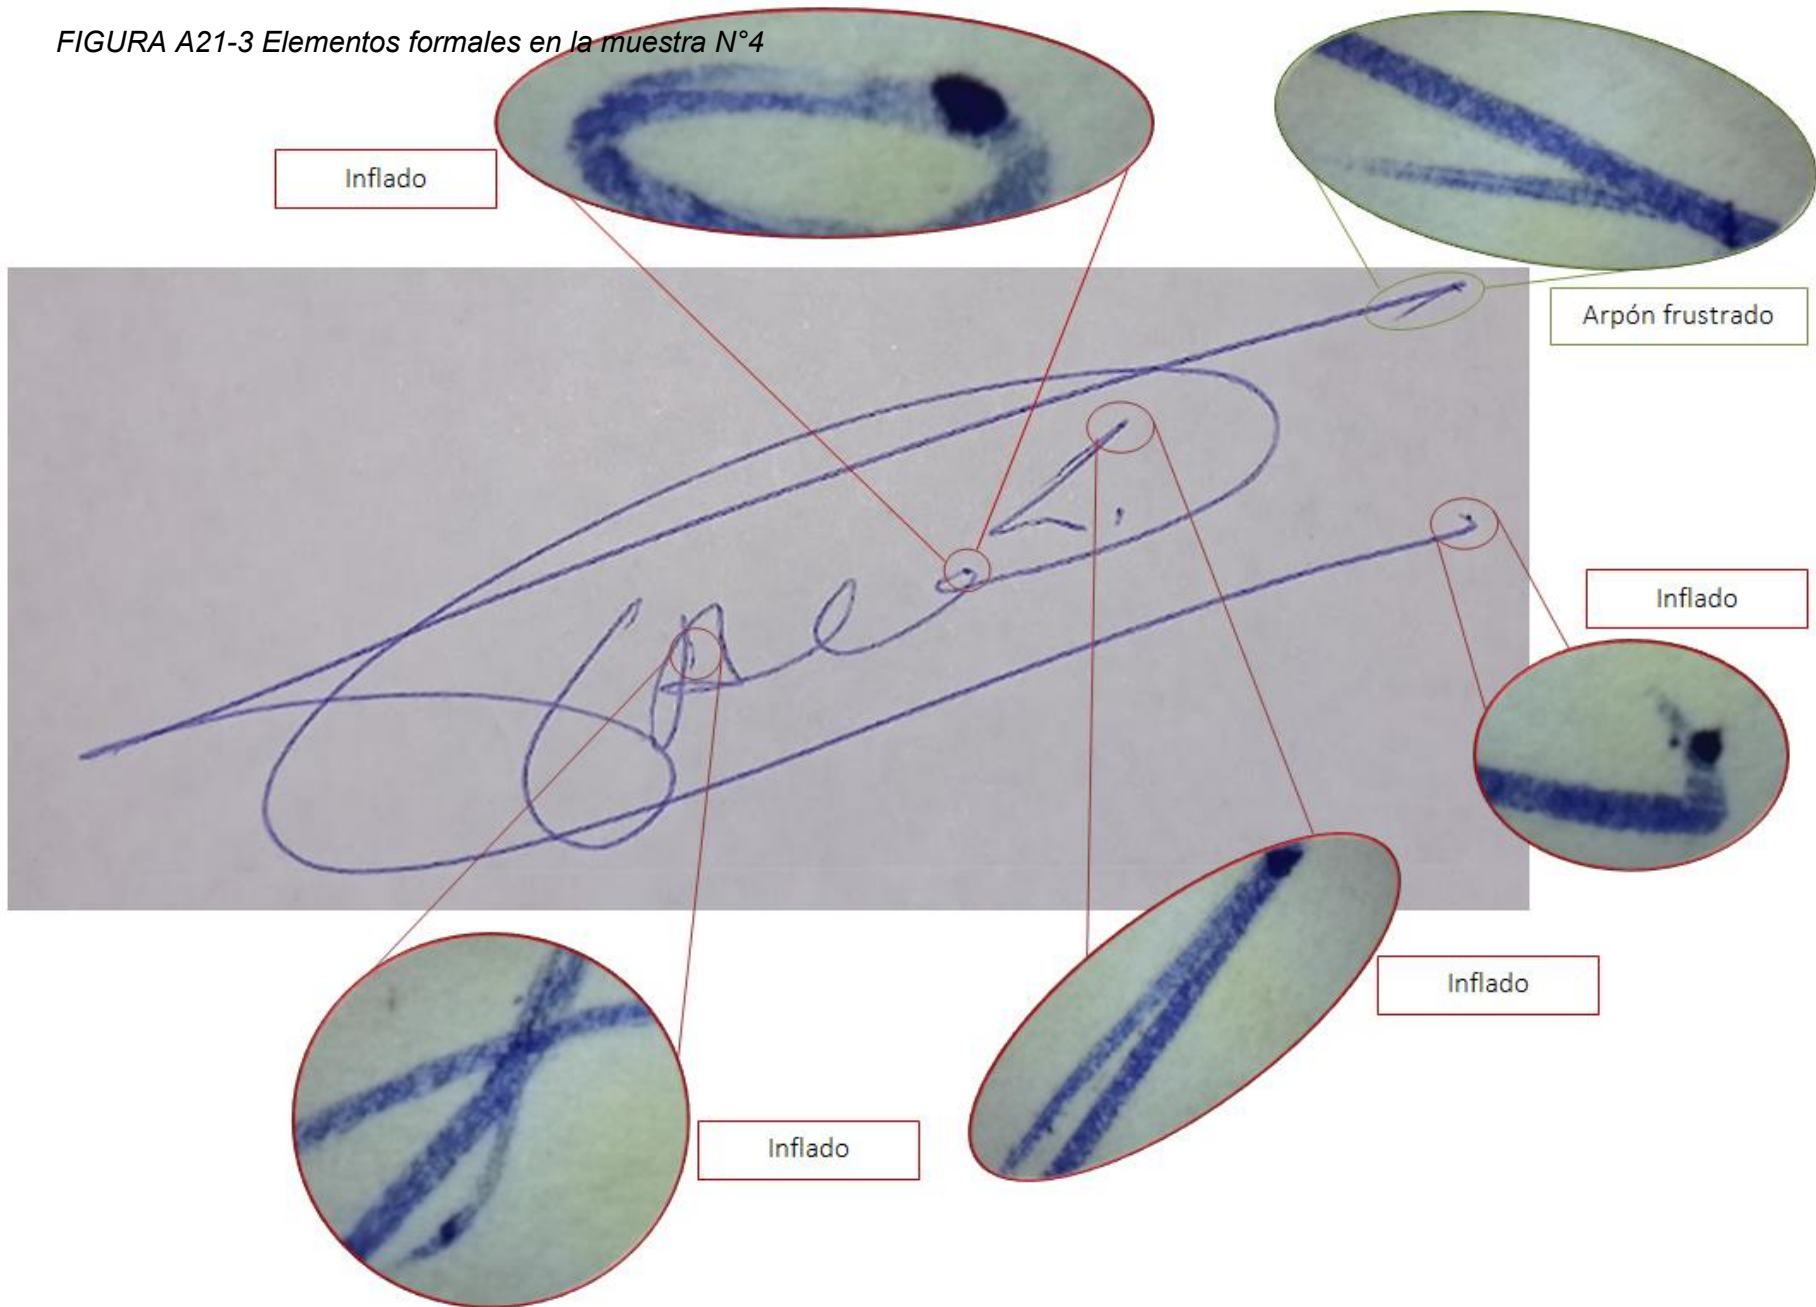 FIGURA A21-3 Elementos formales en la muestra N°4
Inflado
Arpón frustrado
Inflado
Inflado
Inflado